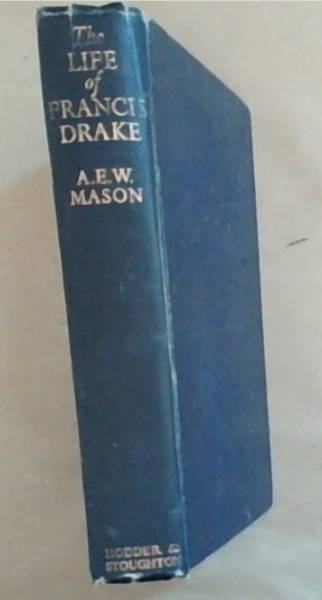 The
LIFE
of
FRANCIS
DRAKE
A.E.W.
MASON
HODDER &
STOUGHTON